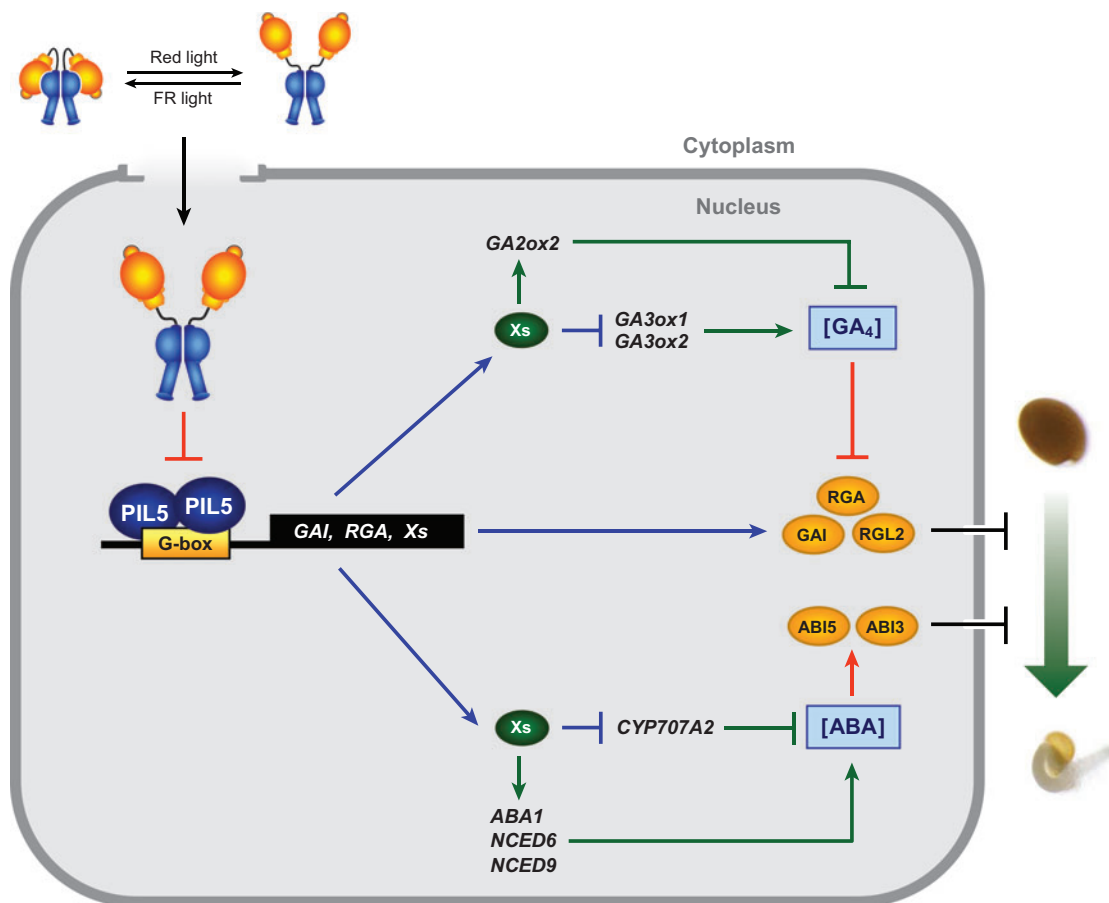 Red light
FR light
Cytoplasm
Nucleus
GA2ox2
Xs
GA3ox1
GA3ox2
[GA₄]
PIL5
PIL5
G-box
GAI, RGA, Xs
RGA
GAI
RGL2
ABI5
ABI3
Xs
CYP707A2
[ABA]
ABA1
NCED6
NCED9